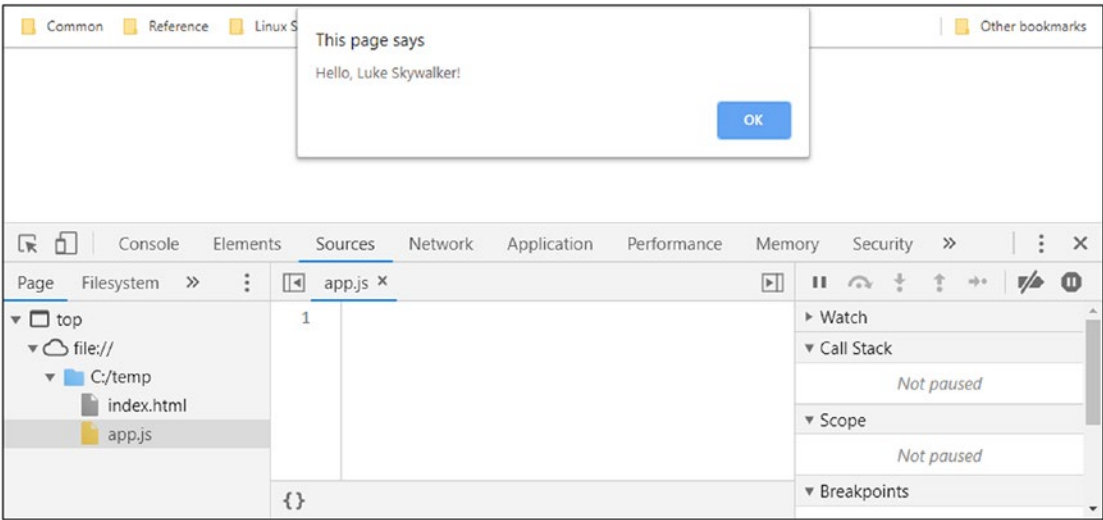 Common Reference Linux S Other bookmarks
This page says
Hello, Luke Skywalker!
OK
Console Elements Sources Network Application Performance Memory Security »
Page Filesystem » app.js ×
top
file://
C:/temp
index.html
app.js
1
{}
Watch
Call Stack
Not paused
Scope
Not paused
Breakpoints